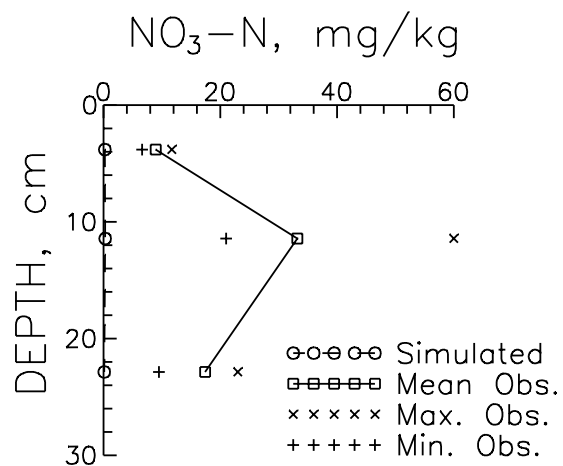 NO₃–N, mg/kg
0 20 40 60
0
10
20
30
DEPTH, cm
Simulated
Mean Obs.
Max. Obs.
Min. Obs.